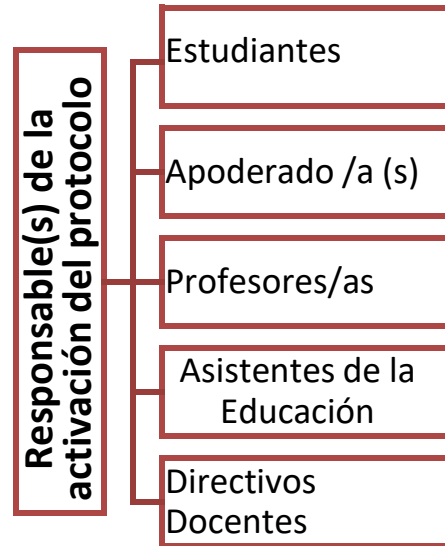 Responsable(s) de la
activación del protocolo
Estudiantes
Apoderado /a (s)
Profesores/as
Asistentes de la
Educación
Directivos
Docentes